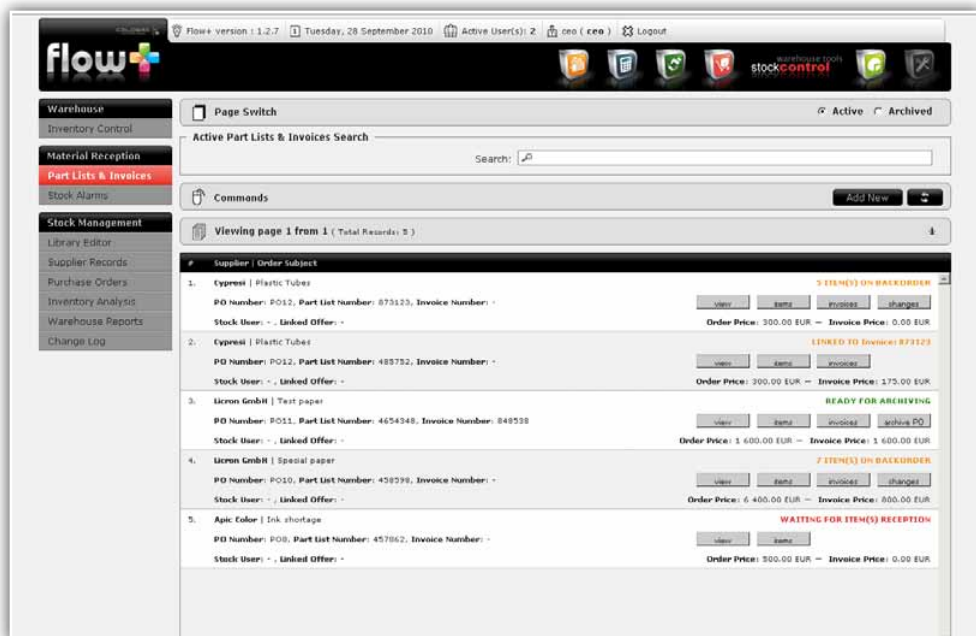 Flow+ version : 1.2.7 Tuesday, 28 September 2010 Active User(s): 2 ceo ( ceo ) Logout
flow+
warehouse tools
stockcontrol
Warehouse
Inventory Control
Material Reception
Part Lists & Invoices
Stock Alarms
Stock Management
Library Editor
Supplier Records
Purchase Orders
Inventory Analysis
Warehouse Reports
Change Log
Page Switch Active Archived
Active Part Lists & Invoices Search
Search:
Commands Add New
Viewing page 1 from 1 ( Total Records: 5 ) 1
# Supplier | Order Subject
1. Cypresi | Plastic Tubes 5 ITEM(S) ON BACKORDER
PO Number: PO12, Part List Number: 873123, Invoice Number: - view items invoices changes
Stock User: - , Linked Offer: - Order Price: 300.00 EUR — Invoice Price: 0.00 EUR
2. Cypresi | Plastic Tubes LINKED TO Invoice: 873123
PO Number: PO12, Part List Number: 485752, Invoice Number: - view items invoices
Stock User: - , Linked Offer: - Order Price: 300.00 EUR — Invoice Price: 175.00 EUR
3. Licron GmbH | Test paper READY FOR ARCHIVING
PO Number: PO11, Part List Number: 4654348, Invoice Number: 848538 view items invoices archive PO
Stock User: - , Linked Offer: - Order Price: 1 600.00 EUR — Invoice Price: 1 600.00 EUR
4. Licron GmbH | Special paper 7 ITEM(S) ON BACKORDER
PO Number: PO10, Part List Number: 458598, Invoice Number: - view items invoices changes
Stock User: - , Linked Offer: - Order Price: 6 400.00 EUR — Invoice Price: 800.00 EUR
5. Apic Color | Ink shortage WAITING FOR ITEM(S) RECEPTION
PO Number: PO8, Part List Number: 457862, Invoice Number: - view items
Stock User: - , Linked Offer: - Order Price: 500.00 EUR — Invoice Price: 0.00 EUR